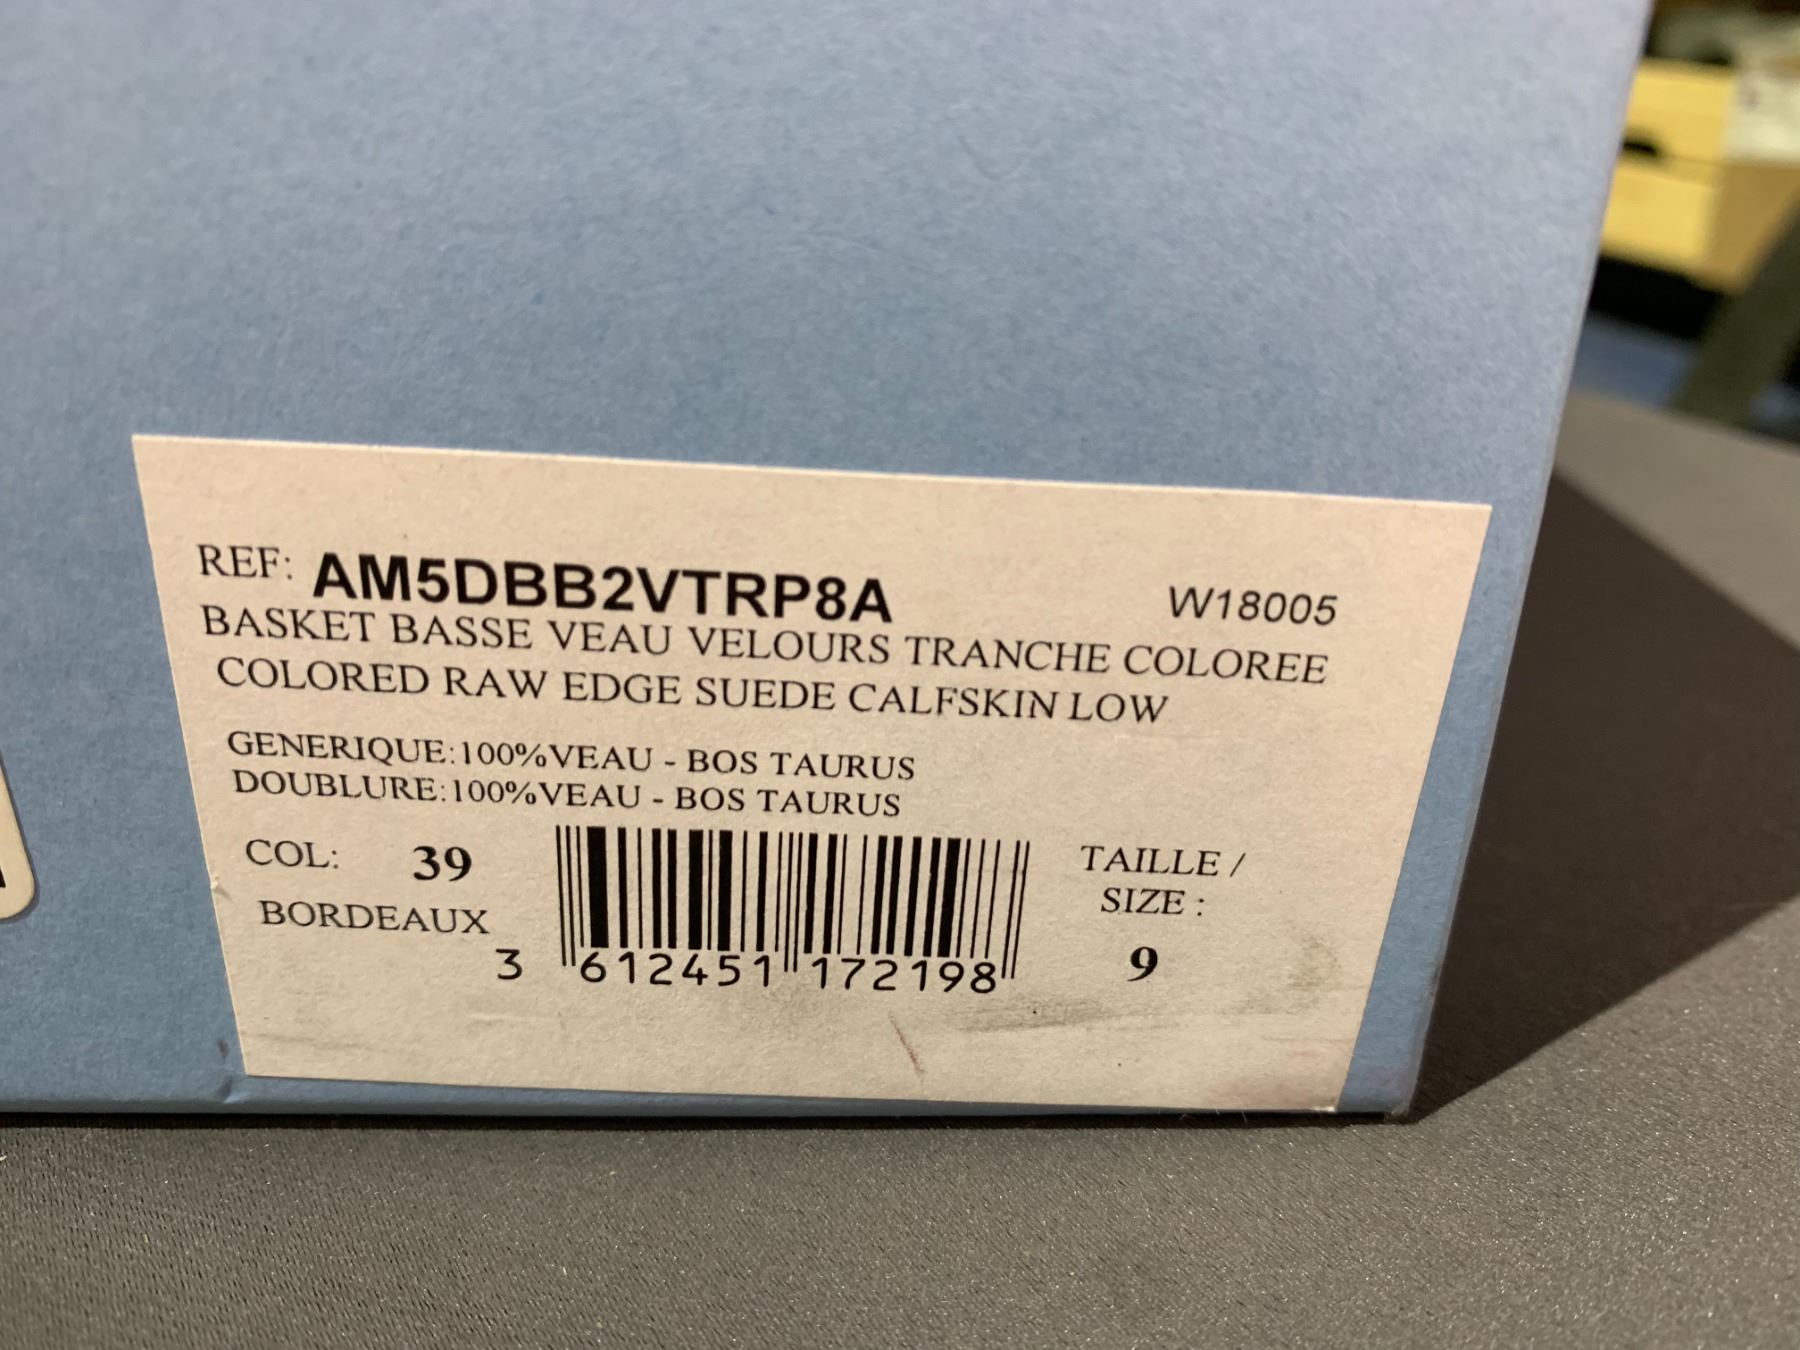 REF: AM5DBB2VTRP8A W18005
BASKET BASSE VEAU VELOURS TRANCHE COLOREE
COLORED RAW EDGE SUEDE CALFSKIN LOW
GENERIQUE:100%VEAU - BOS TAURUS
DOUBLURE:100%VEAU - BOS TAURUS
COL: 39
BORDEAUX
3 612451 172198
TAILLE /
SIZE :
9